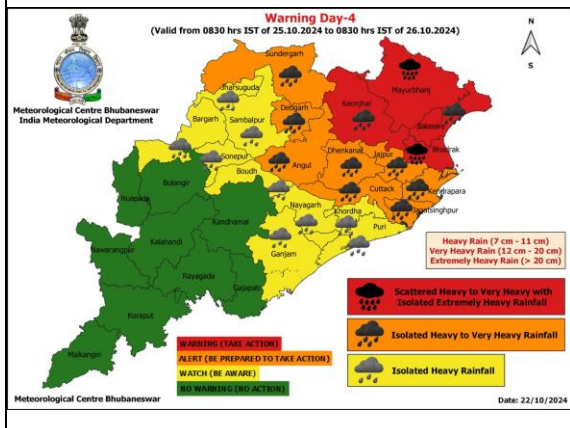 Warning Day-4
(Valid from 0830 hrs IST of 25.10.2024 to 0830 hrs IST of 26.10.2024)
N
S
Meteorological Centre Bhubaneswar
India Meteorological Department
Sundergarh
Jharsuguda
Mayurbhanj
Keonjhar
Bargarh
Sambalpur
Deogarh
Balasore
Bhadrak
Sonepur
Angul
Dhenkanal
Jajpur
Boudh
Cuttack
Kendrapara
Bolangir
Nuapada
Jagatsinghpur
Nayagarh
Khordha
Puri
Kandhamal
Kalahandi
Nawarangpur
Ganjam
Rayagada
Gajapati
Koraput
Malkangiri
Heavy Rain (7 cm - 11 cm)
Very Heavy Rain (12 cm - 20 cm)
Extremely Heavy Rain (> 20 cm)
Scattered Heavy to Very Heavy with
Isolated Extremely Heavy Rainfall
Isolated Heavy to Very Heavy Rainfall
Isolated Heavy Rainfall
WARNING (TAKE ACTION)
ALERT (BE PREPARED TO TAKE ACTION)
WATCH (BE AWARE)
NO WARNING (NO ACTION)
Meteorological Centre Bhubaneswar
Date: 22/10/2024